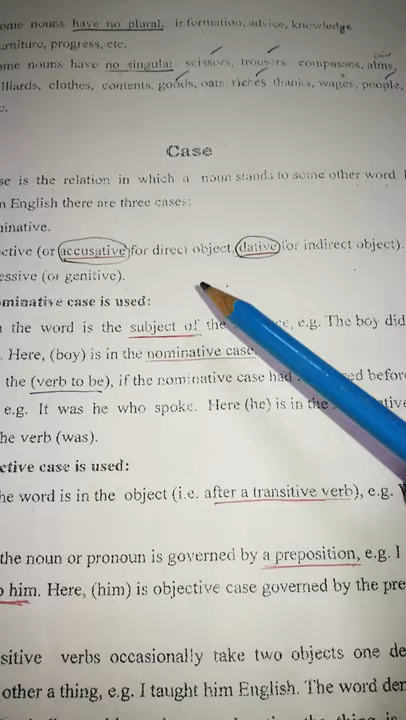 ome nouns have no plural, information, advice, knowledge
urniture, progress, etc.
ome nouns have no singular scissors, trousers, compasses, alms,
lliards, clothes, contents, goods, oats, riches, thanks, wages, people,
c.
Case
se is the relation in which a noun stands to some other word
n English there are three cases:
minative.
ective (or accusative for direct object, dative for indirect object).
essive (or genitive).
ominative case is used:
the word is the subject of the e.g. The boy did
. Here, (boy) is in the nominative case.
the (verb to be), if the nominative case had befor
e.g. It was he who spoke. Here (he) is in the ative
he verb (was).
ctive case is used:
he word is in the object (i.e. after a transitive verb), e.g.
the noun or pronoun is governed by a preposition, e.g. I
o him. Here, (him) is objective case governed by the pre
sitive verbs occasionally take two objects one de
other a thing, e.g. I taught him English. The word den